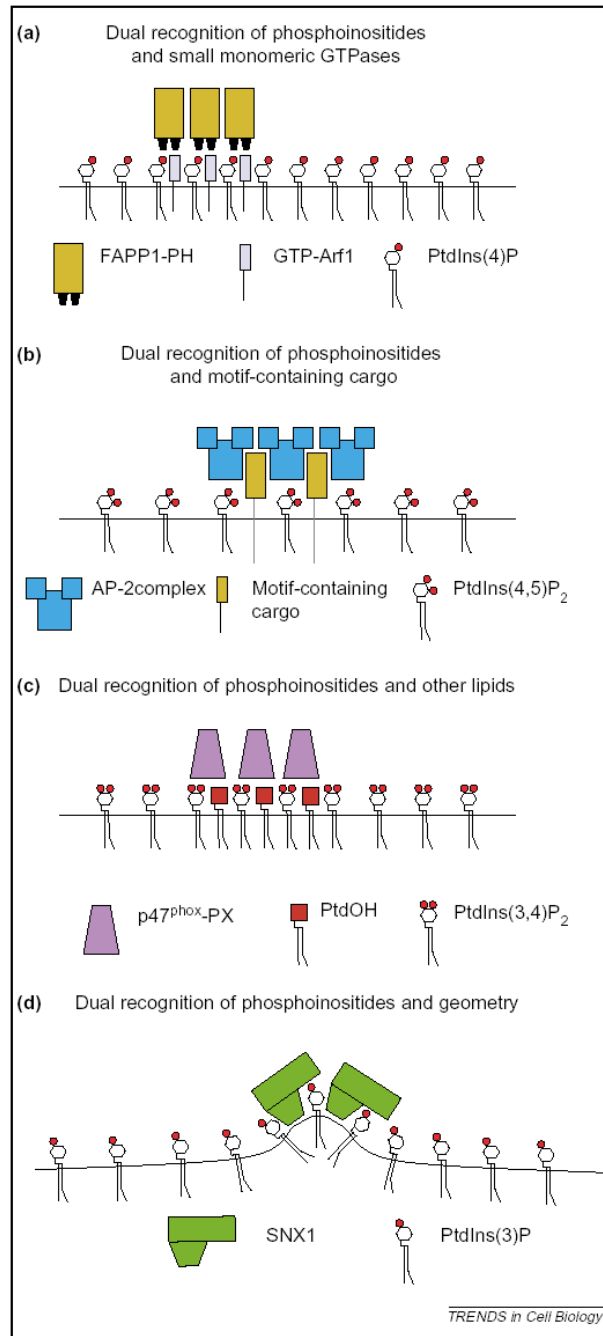 (a) Dual recognition of phosphoinositides
and small monomeric GTPases
FAPP1-PH GTP-Arf1 PtdIns(4)P
(b) Dual recognition of phosphoinositides
and motif-containing cargo
AP-2complex Motif-containing PtdIns(4,5)P2
cargo
(c) Dual recognition of phosphoinositides and other lipids
p47phox-PX PtdOH PtdIns(3,4)P2
(d) Dual recognition of phosphoinositides and geometry
SNX1 PtdIns(3)P
TRENDS in Cell Biology